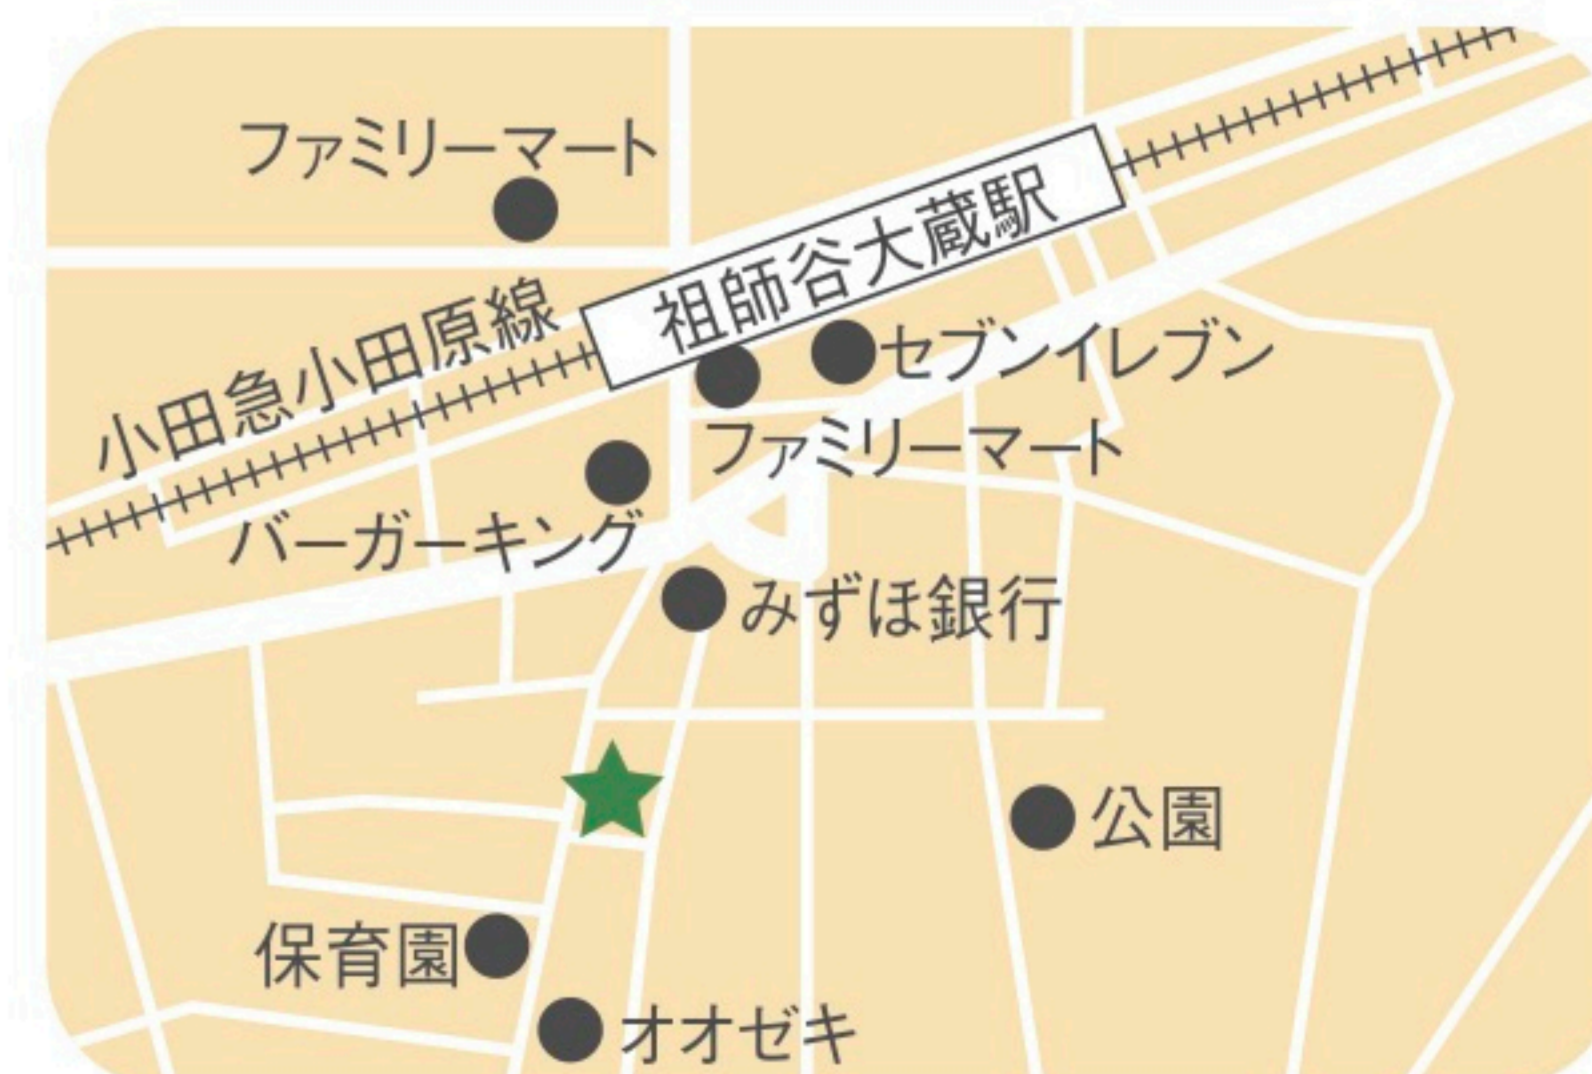 ファミリーマート
祖師谷大蔵駅
小田急小田原線
セブンイレブン
ファミリーマート
バーガーキング
みずほ銀行
公園
保育園
オオゼキ